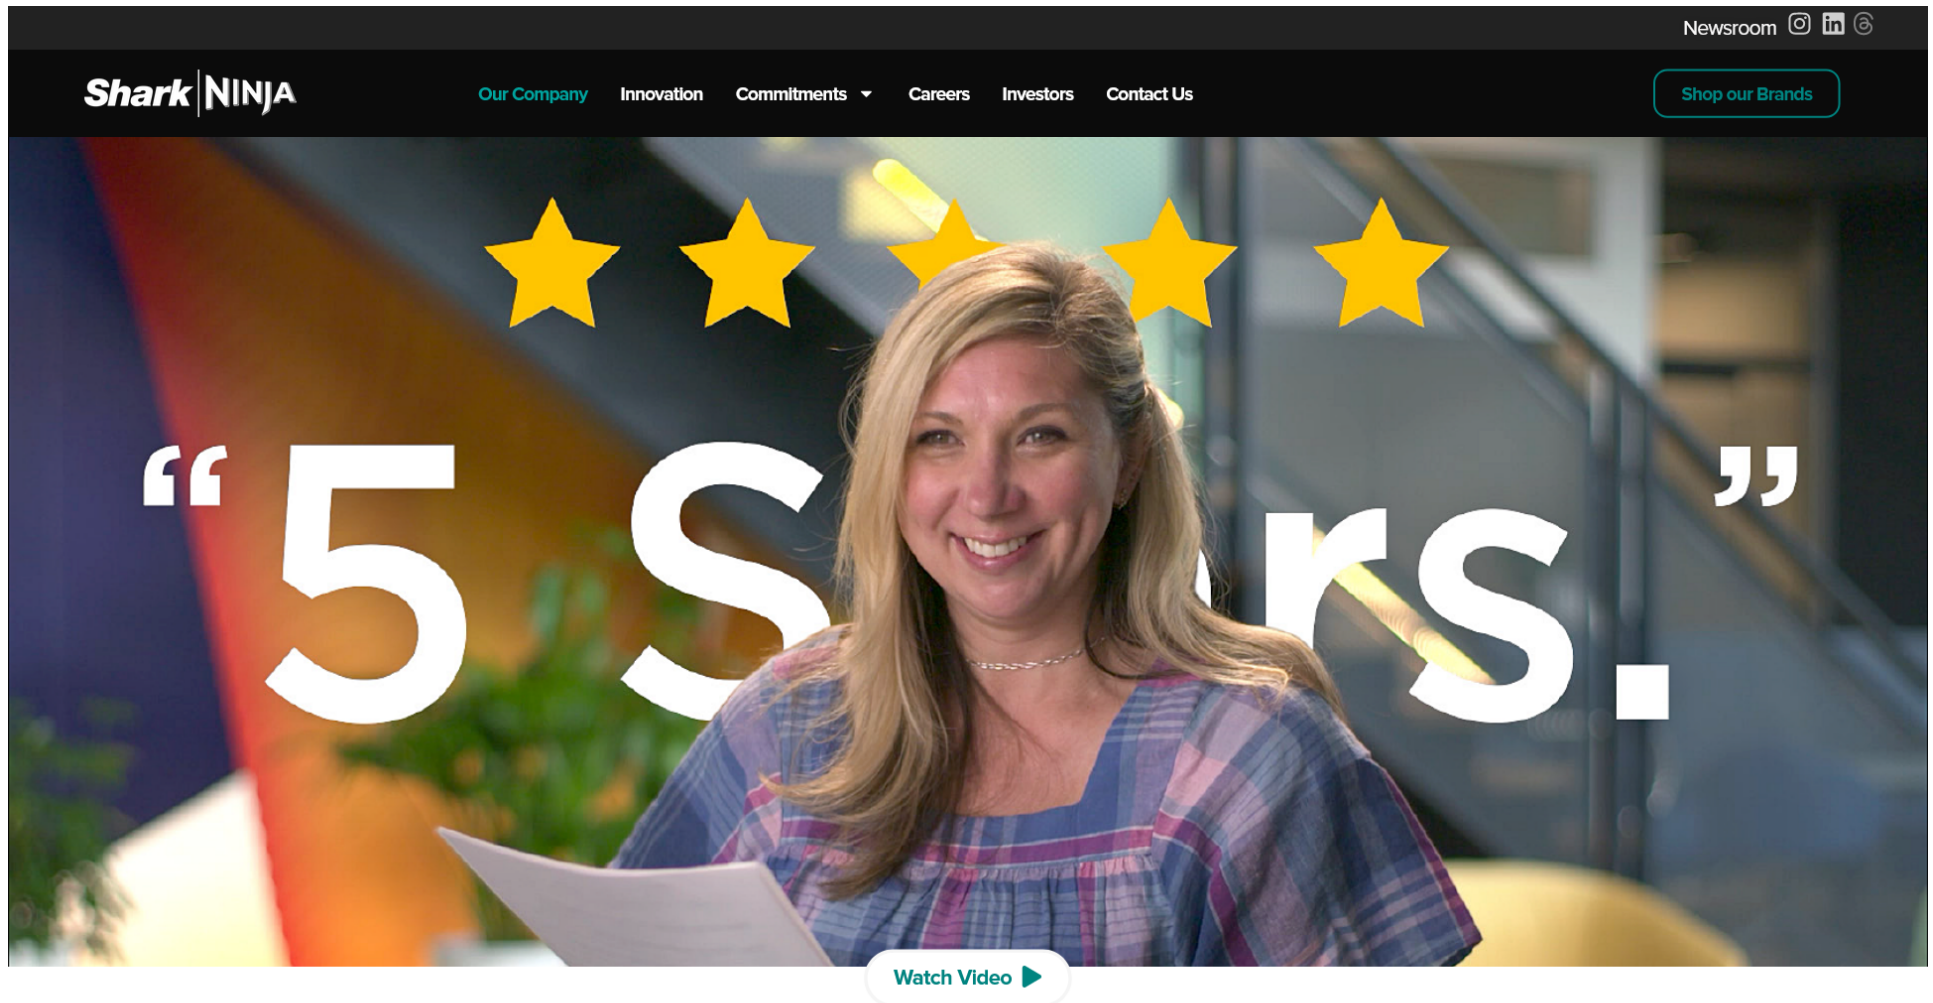 Newsroom
Shark NINJA
Our Company Innovation Commitments Careers Investors Contact Us
Shop our Brands
“5 S rs.”
Watch Video